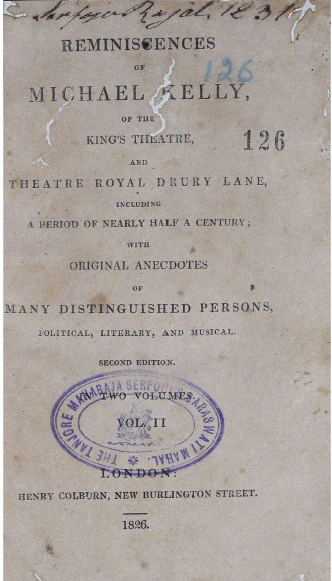 Serfojee Rajah. 1231
REMINISCENCES
OF
126
MICHAEL KELLY,
OF THE
KING'S THEATRE,
126
AND
THEATRE ROYAL DRURY LANE,
INCLUDING
A PERIOD OF NEARLY HALF A CENTURY;
WITH
ORIGINAL ANECDOTES
OF
MANY DISTINGUISHED PERSONS,
POLITICAL, LITERARY, AND MUSICAL.
SECOND EDITION.
THE TANJORE MAHARAJA SERFOJI'S SARASWATI MAHAL.
IN TWO VOLUMES.
VOL. II
LONDON:
HENRY COLBURN, NEW BURLINGTON STREET.
1826.